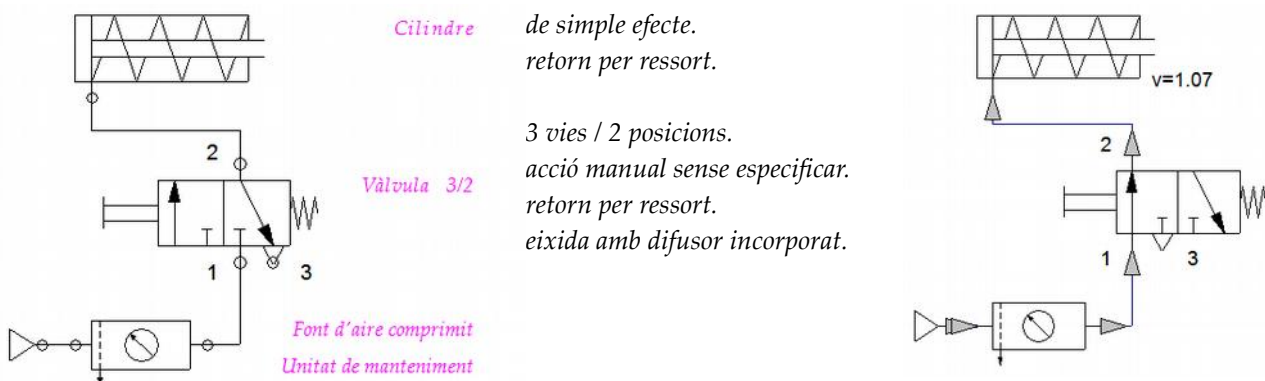 Cilindre
de simple efecte.
retorn per ressort.
v=1.07
2
Vàlvula 3/2
3 vies / 2 posicions.
acció manual sense especificar.
retorn per ressort.
eixida amb difusor incorporat.
2
1
3
1
3
Font d'aire comprimit
Unitat de manteniment